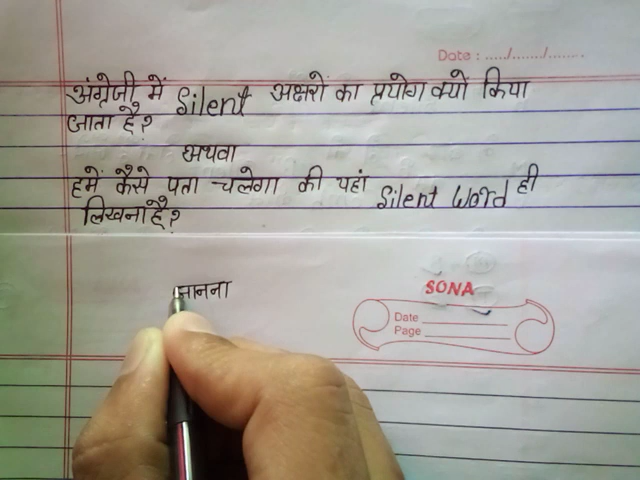 Date : ..../..../.......
अंग्रेजी में Silent अक्षरों का प्रयोग क्यों किया
जाता है?
अथवा
हमें कैसे पता चलेगा की यहां Silent Word ही
लिखना है?
जानना
SONA
Date
Page